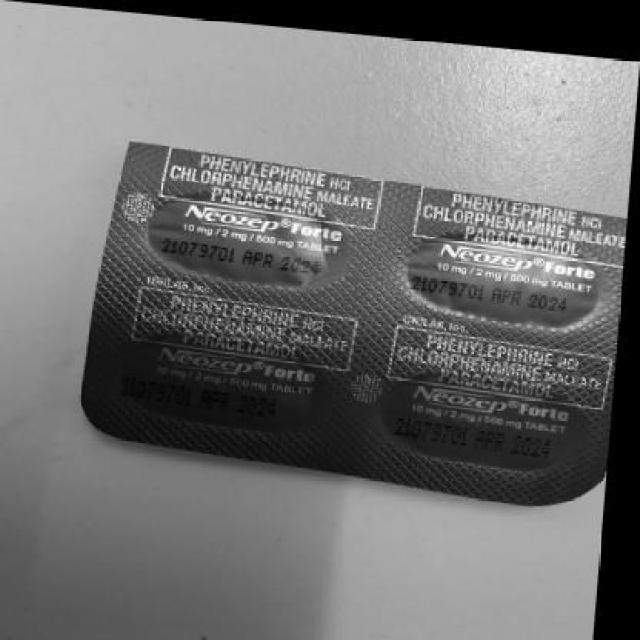 PHENYLEPHRINE HCl
CHLORPHENAMINE MALEATE
PARACETAMOL
Neozep® forte
10 mg / 2 mg / 500 mg TABLET
21079701 APR 2024
PHENYLEPHRINE HCl
CHLORPHENAMINE MALEATE
PARACETAMOL
Neozep® forte
10 mg / 2 mg / 500 mg TABLET
21079701 APR 2024
PHENYLEPHRINE HCl
CHLORPHENAMINE MALEATE
PARACETAMOL
Neozep® forte
10 mg / 2 mg / 500 mg TABLET
APR 2024
PHENYLEPHRINE HCl
CHLORPHENAMINE MALEATE
PARACETAMOL
Neozep® forte
10 mg / 2 mg / 500 mg TABLET
21079701 APR 2024